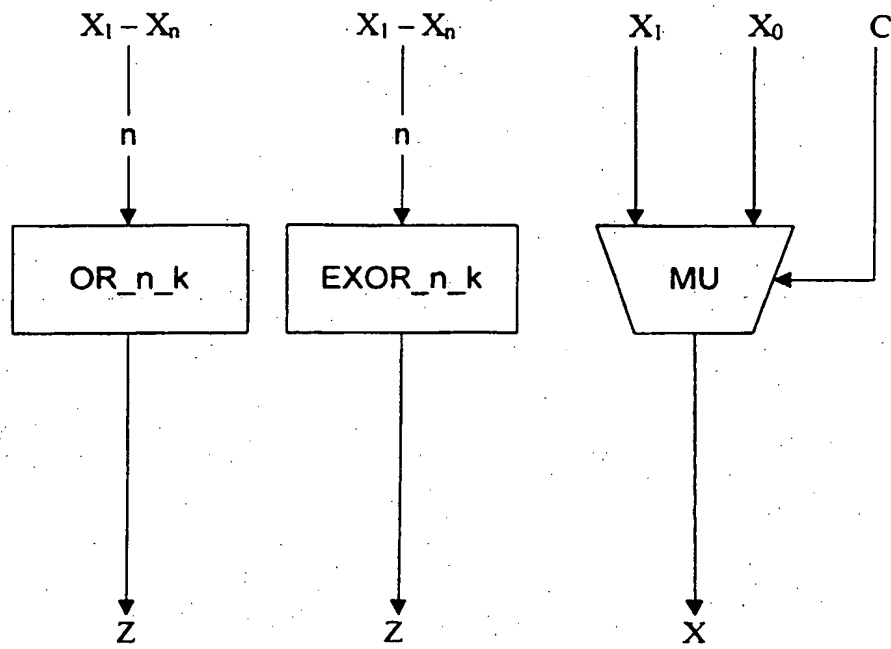 X₁ – Xₙ
X₁ – Xₙ
X₁
X₀
C
n
n
OR_n_k
EXOR_n_k
MU
Z
Z
X